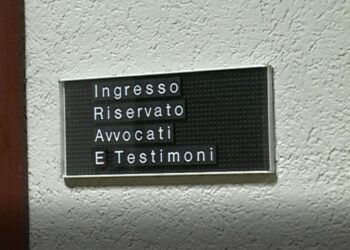 Ingresso
Riservato
Avvocati
E Testimoni